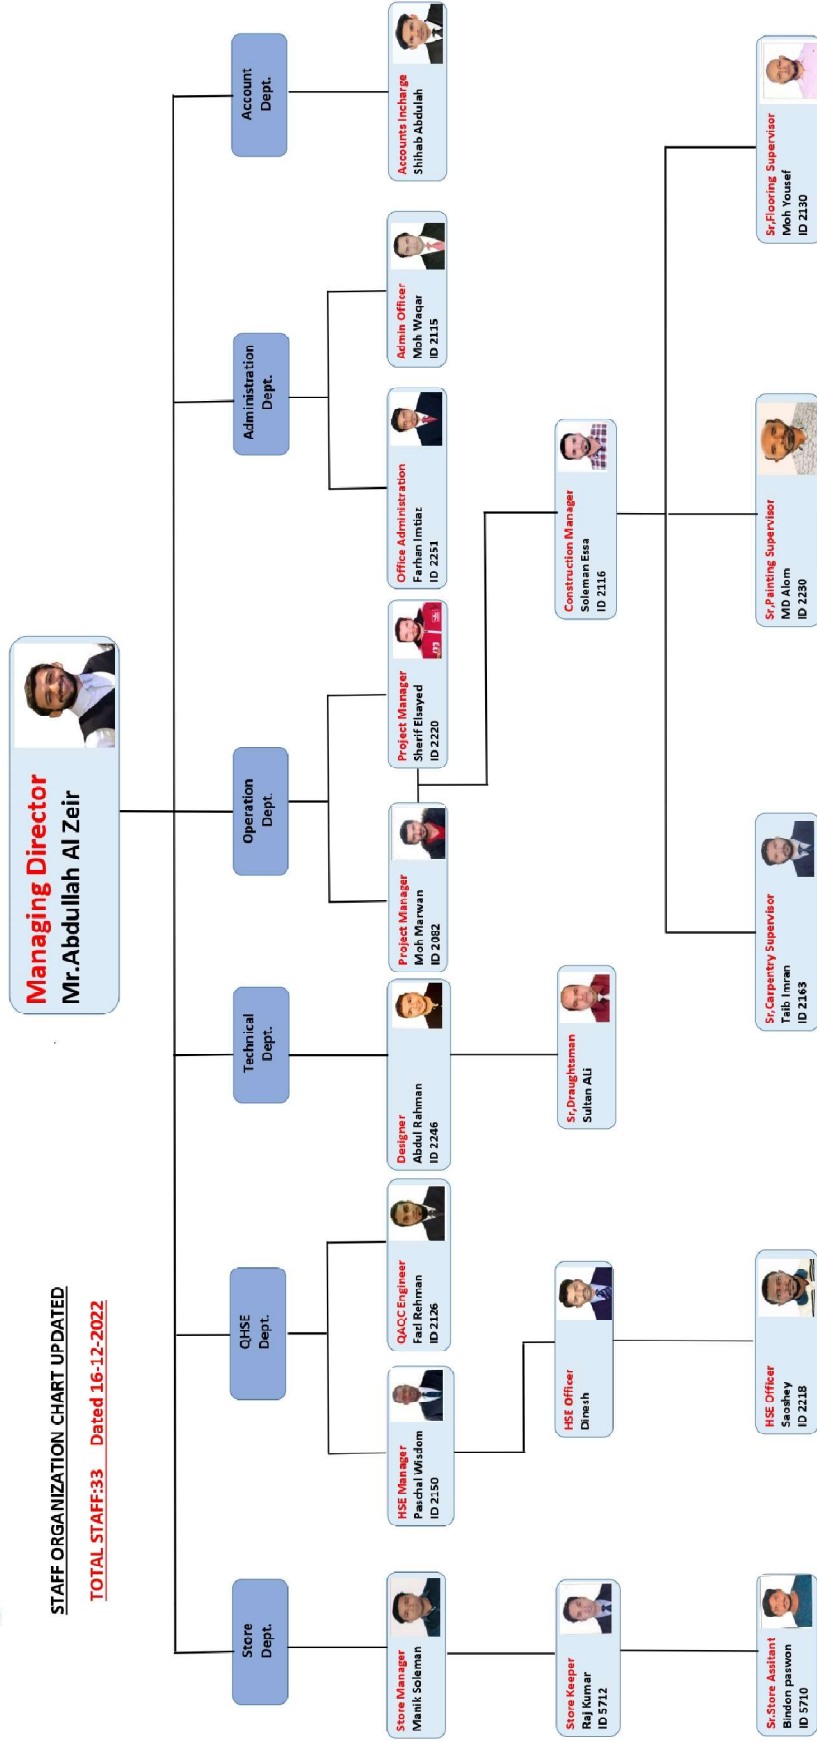 STAFF ORGANIZATION CHART UPDATED
TOTAL STAFF:33 Dated 16-12-2022
Managing Director
Mr.Abdullah Al Zeir
Store
Dept.
QHSE
Dept.
Technical
Dept.
Operation
Dept.
Administration
Dept.
Account
Dept.
Store Manager
Manik Soleman
HSE Manager
Paschal Wisdom
ID 2150
QAQC Engineer
Fazl Rehman
ID 2126
Designer
Abdul Rahman
ID 2246
Project Manager
Moh Marwan
ID 2082
Project Manager
Sherif Elsayed
ID 2220
Office Administration
Farhan Imtiaz
ID 2251
Admin Officer
Moh Waqar
ID 2115
Accounts Incharge
Shihab Abdulah
Store Keeper
Raj Kumar
ID 5712
HSE Officer
Dinesh
Sr,Draughtsman
Sultan Ali
Construction Manager
Soleman Essa
ID 2116
Sr.Store Assitant
Bindon paswon
ID 5710
HSE Officer
Saoshey
ID 2218
Sr,Carpentry Supervisor
Taib Imran
ID 2163
Sr,Painting Supervisor
MD Alom
ID 2230
Sr,Flooring Supervisor
Moh Yousef
ID 2130